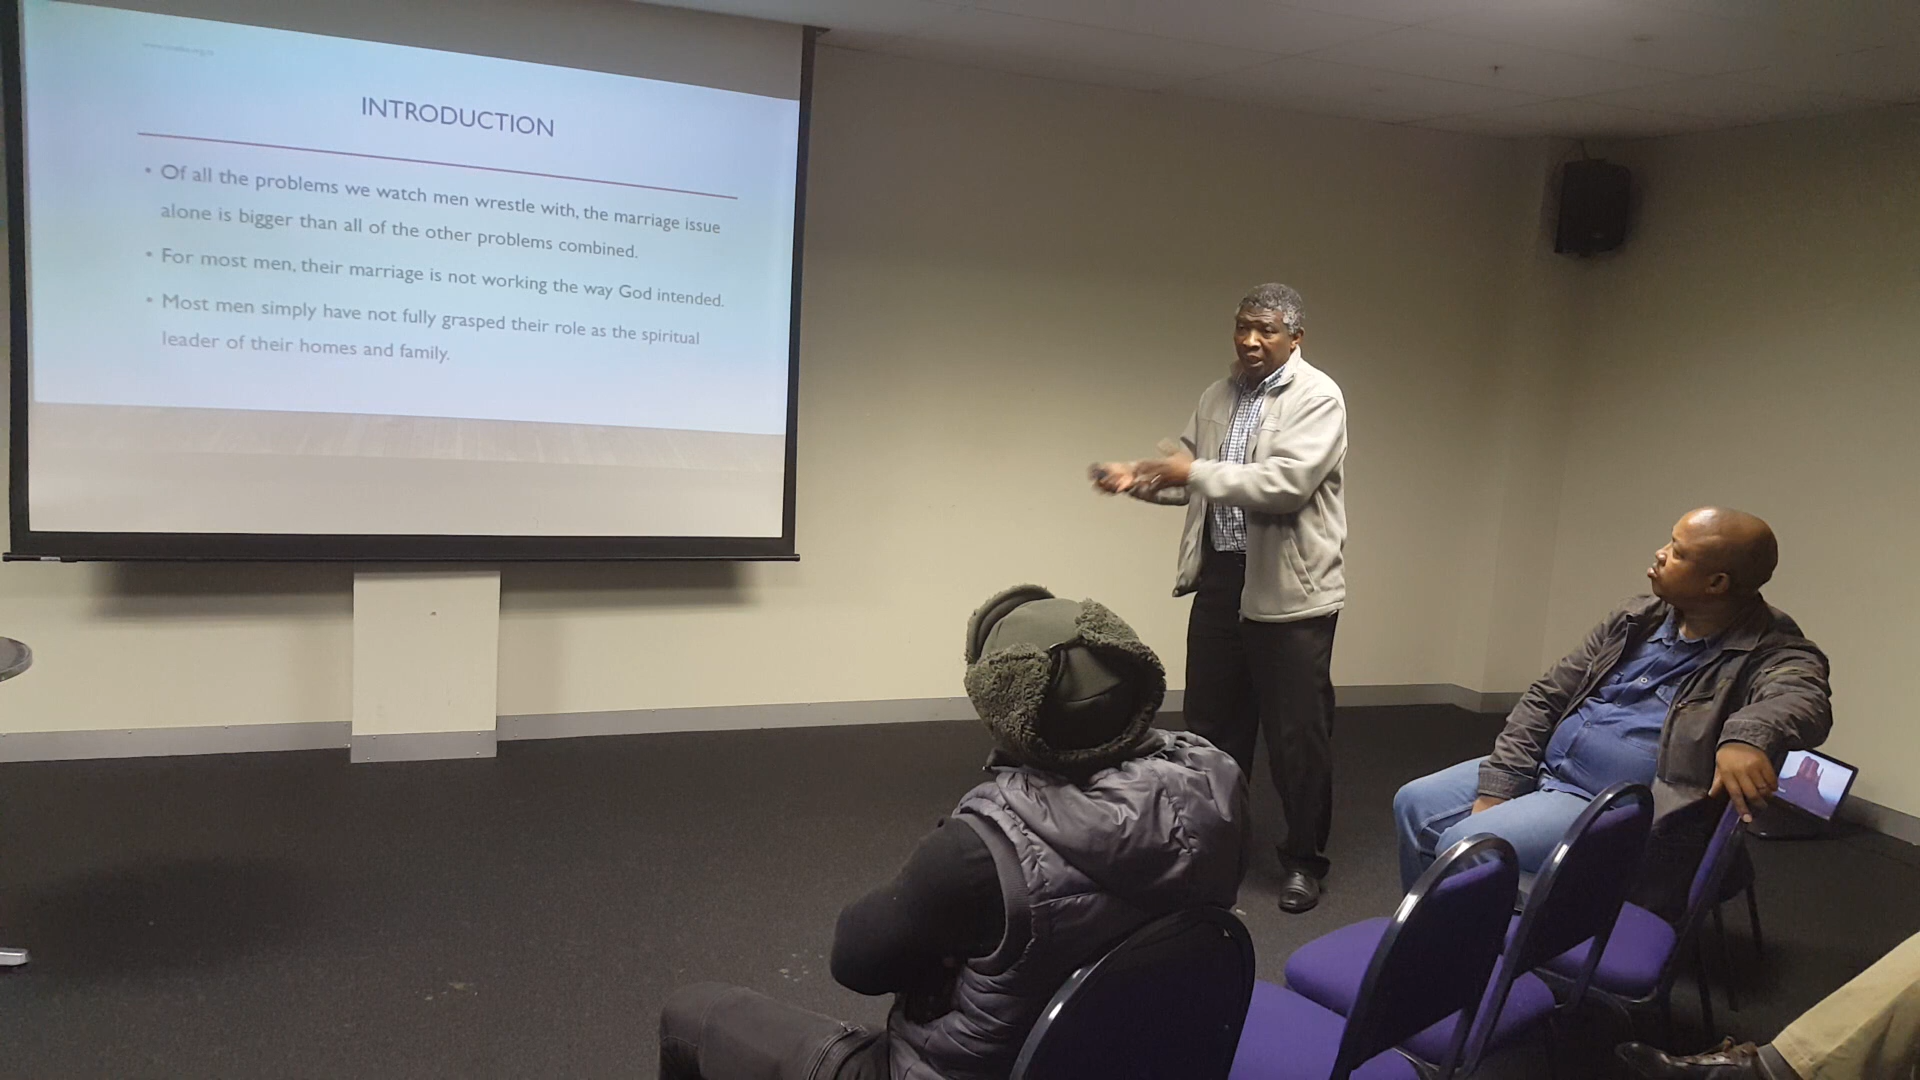 INTRODUCTION
• Of all the problems we watch men wrestle with, the marriage issue
alone is bigger than all of the other problems combined.
• For most men, their marriage is not working the way God intended.
• Most men simply have not fully grasped their role as the spiritual
leader of their homes and family.